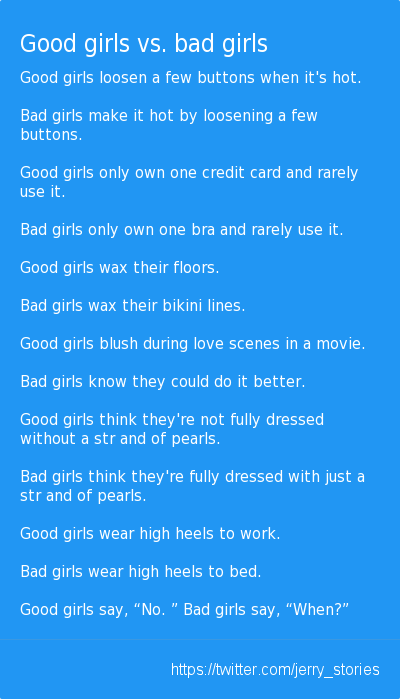 Good girls vs. bad girls
Good girls loosen a few buttons when it's hot.
Bad girls make it hot by loosening a few
buttons.
Good girls only own one credit card and rarely
use it.
Bad girls only own one bra and rarely use it.
Good girls wax their floors.
Bad girls wax their bikini lines.
Good girls blush during love scenes in a movie.
Bad girls know they could do it better.
Good girls think they're not fully dressed
without a str and of pearls.
Bad girls think they're fully dressed with just a
str and of pearls.
Good girls wear high heels to work.
Bad girls wear high heels to bed.
Good girls say, “No. ” Bad girls say, “When?”
https://twitter.com/jerry_stories